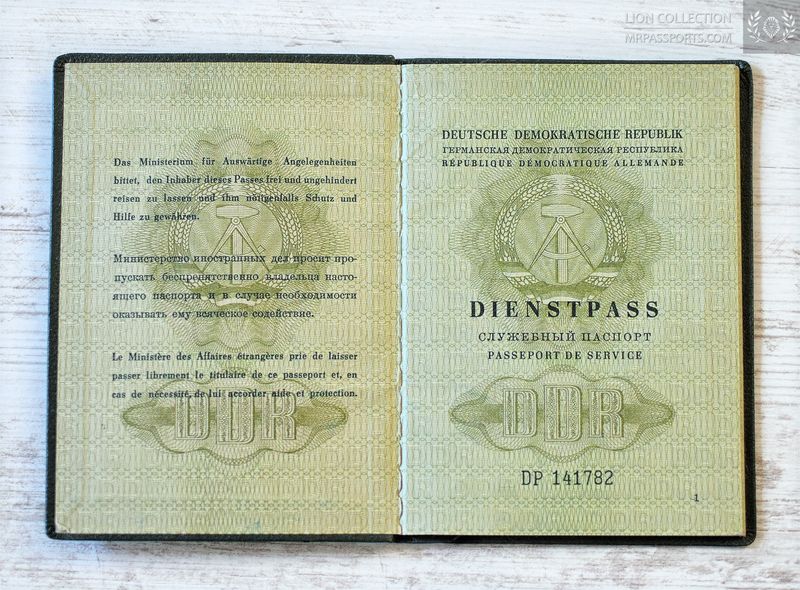 LION COLLECTION
MRPASSPORTS.COM
Das Ministerium für Auswärtige Angelegenheiten
bittet, den Inhaber dieses Passes frei und ungehindert
reisen zu lassen und ihm nötigenfalls Schutz und
Hilfe zu gewähren.
Министерство иностранных дел просит про-
пускать беспрепятственно владельца насто-
ящего паспорта и в случае необходимости
оказывать ему всяческое содействие.
Le Ministère des Affaires étrangères prie de laisser
passer librement le titulaire de ce passeport et, en
cas de nécessité, de lui accorder aide et protection.
DDR
DEUTSCHE DEMOKRATISCHE REPUBLIK
ГЕРМАНСКАЯ ДЕМОКРАТИЧЕСКАЯ РЕСПУБЛИКА
RÉPUBLIQUE DÉMOCRATIQUE ALLEMANDE
DIENSTPASS
СЛУЖЕБНЫЙ ПАСПОРТ
PASSEPORT DE SERVICE
DDR
DP 141782
1